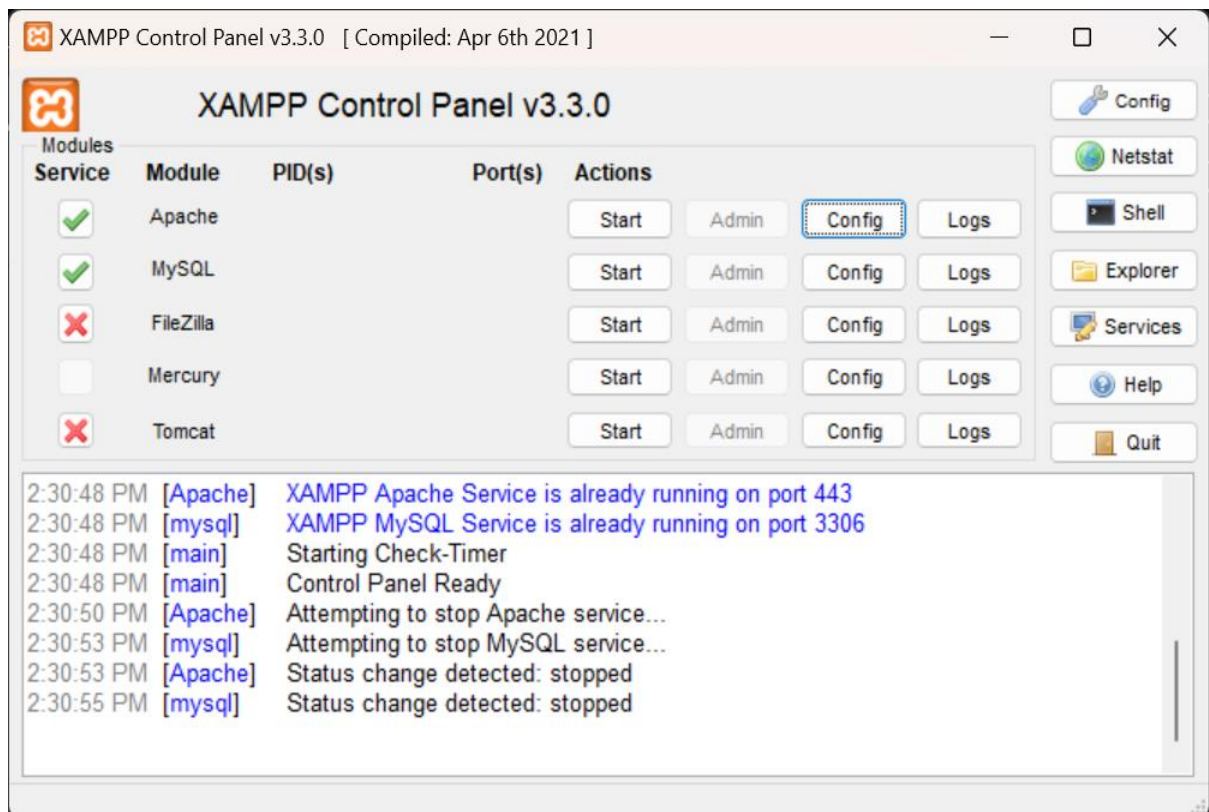 XAMPP Control Panel v3.3.0 [ Compiled: Apr 6th 2021 ]
XAMPP Control Panel v3.3.0
Config
Modules
Netstat
Service Module PID(s) Port(s) Actions
Apache Start Admin Config Logs
Shell
MySQL Start Admin Config Logs
Explorer
FileZilla Start Admin Config Logs
Services
Mercury Start Admin Config Logs
Help
Tomcat Start Admin Config Logs
Quit
2:30:48 PM [Apache] XAMPP Apache Service is already running on port 443
2:30:48 PM [mysql] XAMPP MySQL Service is already running on port 3306
2:30:48 PM [main] Starting Check-Timer
2:30:48 PM [main] Control Panel Ready
2:30:50 PM [Apache] Attempting to stop Apache service...
2:30:53 PM [mysql] Attempting to stop MySQL service...
2:30:53 PM [Apache] Status change detected: stopped
2:30:55 PM [mysql] Status change detected: stopped